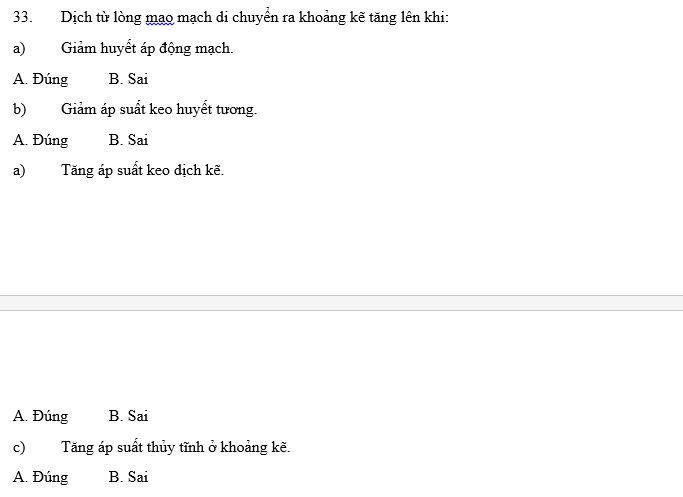 33. Dịch từ lòng mao mạch di chuyển ra khoảng kẽ tăng lên khi:
a) Giảm huyết áp động mạch.
A. Đúng B. Sai
b) Giảm áp suất keo huyết tương.
A. Đúng B. Sai
a) Tăng áp suất keo dịch kẽ.
A. Đúng B. Sai
c) Tăng áp suất thủy tĩnh ở khoảng kẽ.
A. Đúng B. Sai